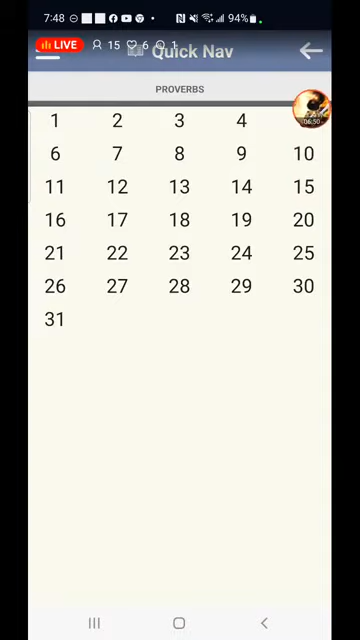 7:48 94%
LIVE 15 6 1
Quick Nav
PROVERBS
1 2 3 4
06:50
6 7 8 9 10
11 12 13 14 15
16 17 18 19 20
21 22 23 24 25
26 27 28 29 30
31